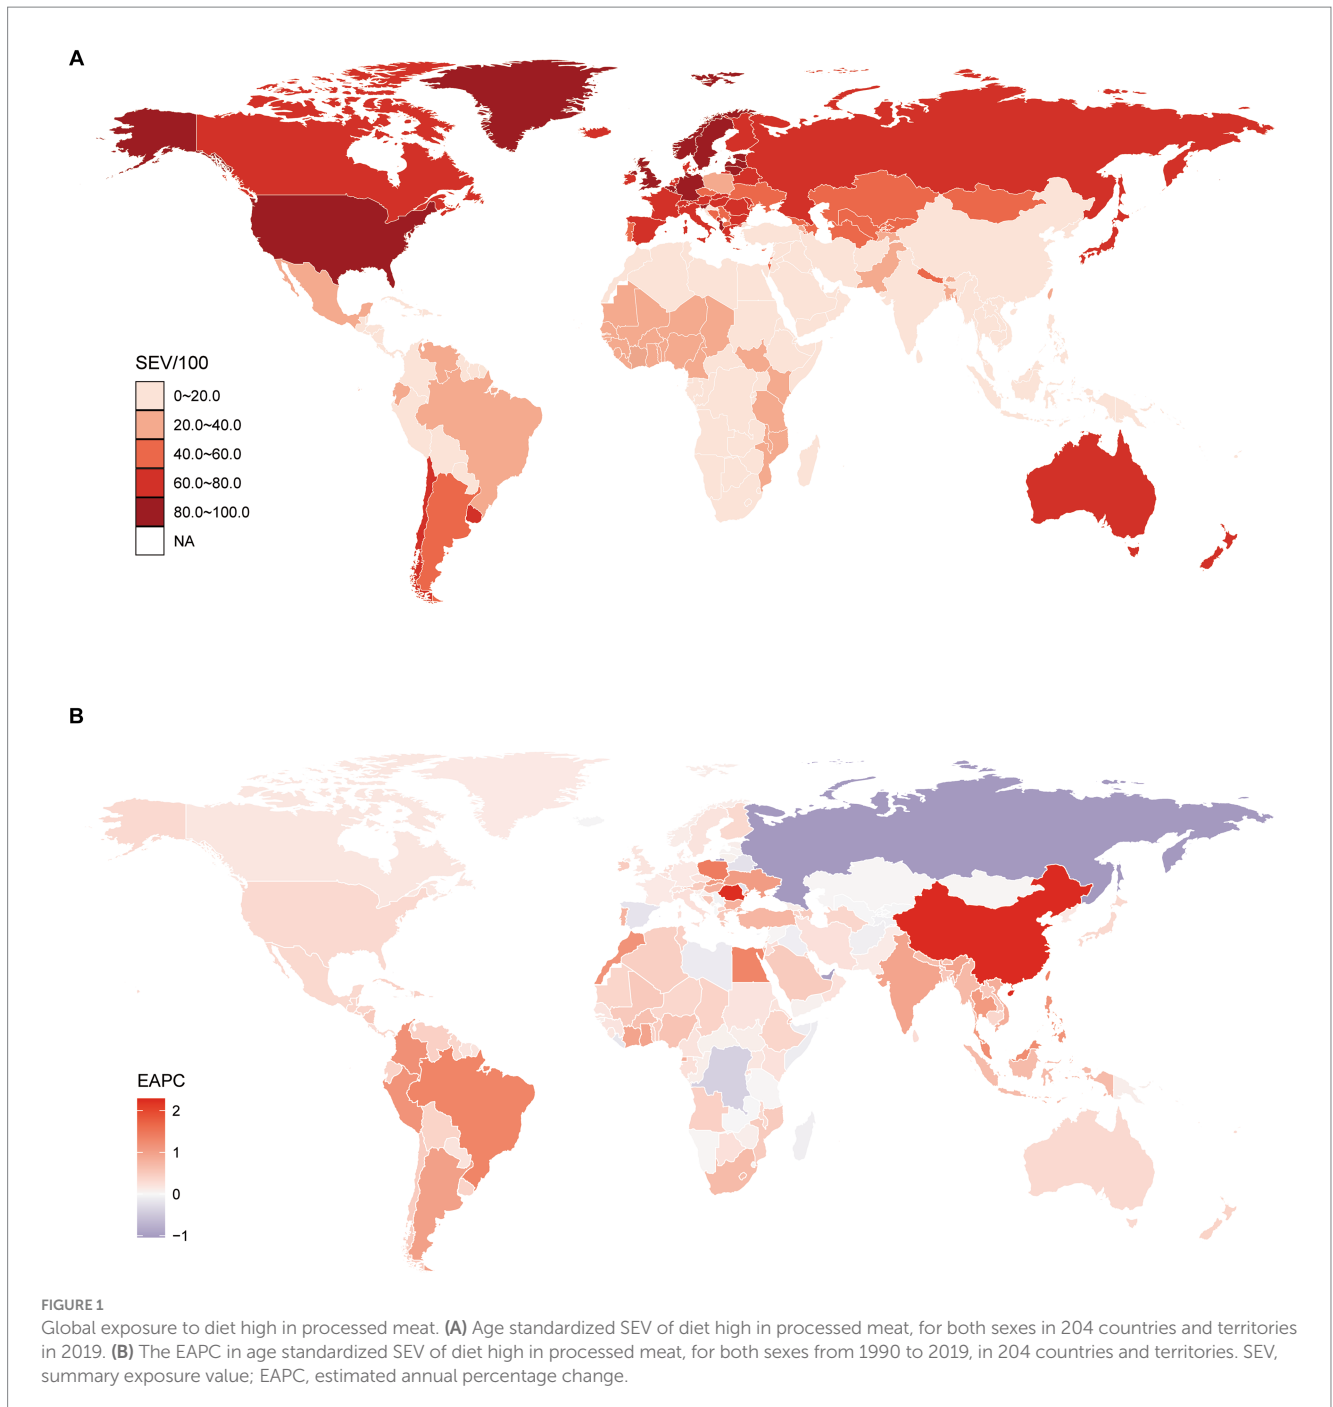 A
SEV/100
0~20.0
20.0~40.0
40.0~60.0
60.0~80.0
80.0~100.0
NA
B
EAPC
2
1
0
−1
FIGURE 1
Global exposure to diet high in processed meat. (A) Age standardized SEV of diet high in processed meat, for both sexes in 204 countries and territories
in 2019. (B) The EAPC in age standardized SEV of diet high in processed meat, for both sexes from 1990 to 2019, in 204 countries and territories. SEV,
summary exposure value; EAPC, estimated annual percentage change.